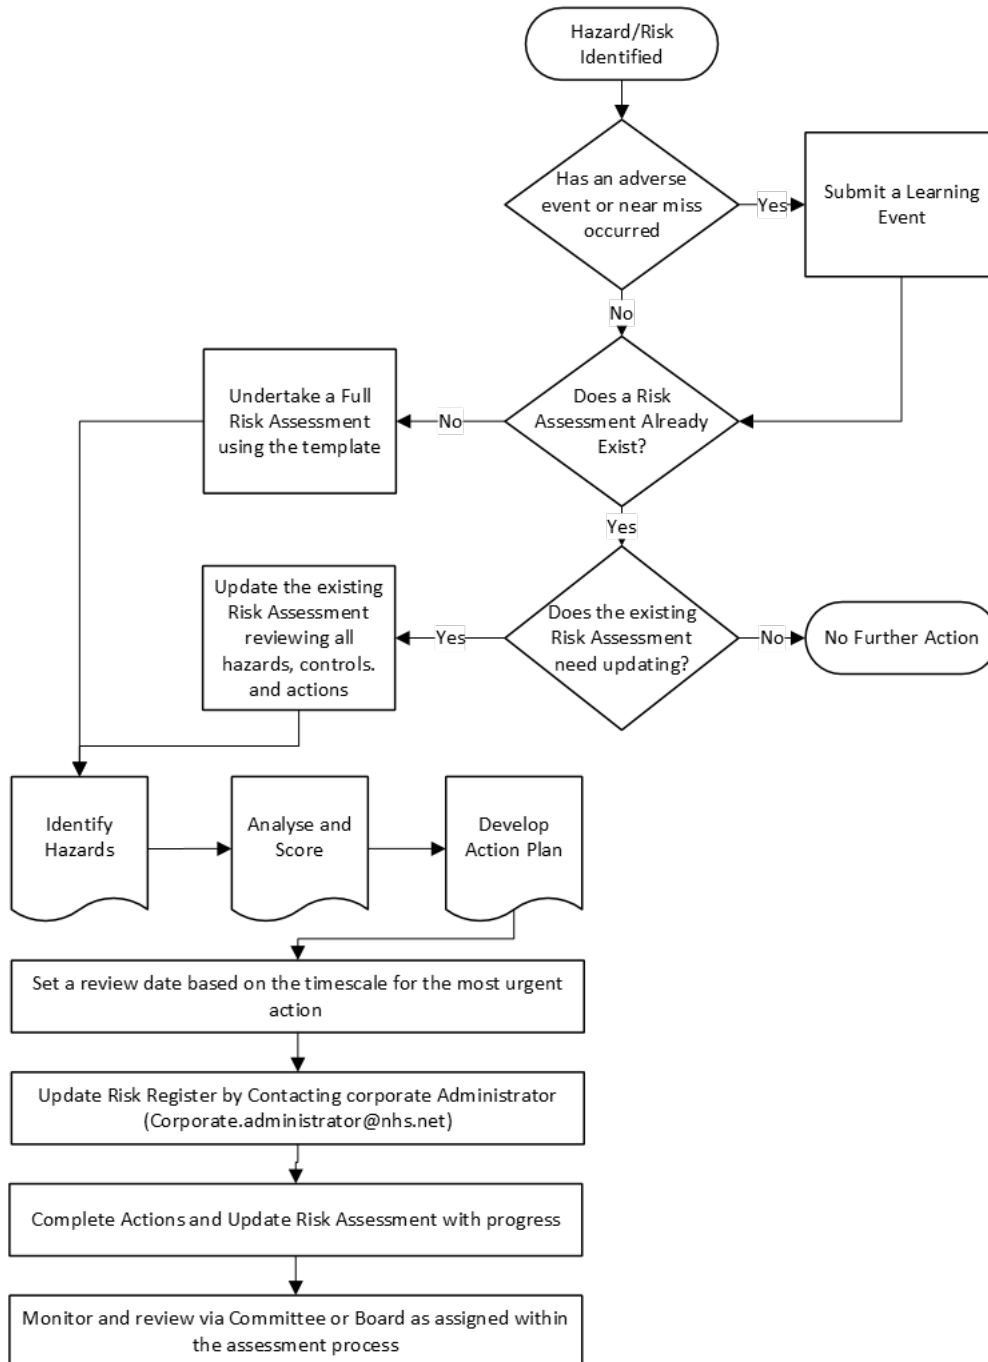 Hazard/Risk
Identified
Has an adverse
event or near miss
occurred
Yes
Submit a Learning
Event
No
Undertake a Full
Risk Assessment
using the template
No
Does a Risk
Assessment Already
Exist?
Yes
Update the existing
Risk Assessment
reviewing all
hazards, controls.
and actions
Yes
Does the existing
Risk Assessment
need updating?
No
No Further Action
Identify
Hazards
Analyse and
Score
Develop
Action Plan
Set a review date based on the timescale for the most urgent
action
Update Risk Register by Contacting corporate Administrator
(Corporate.administrator@nhs.net)
Complete Actions and Update Risk Assessment with progress
Monitor and review via Committee or Board as assigned within
the assessment process